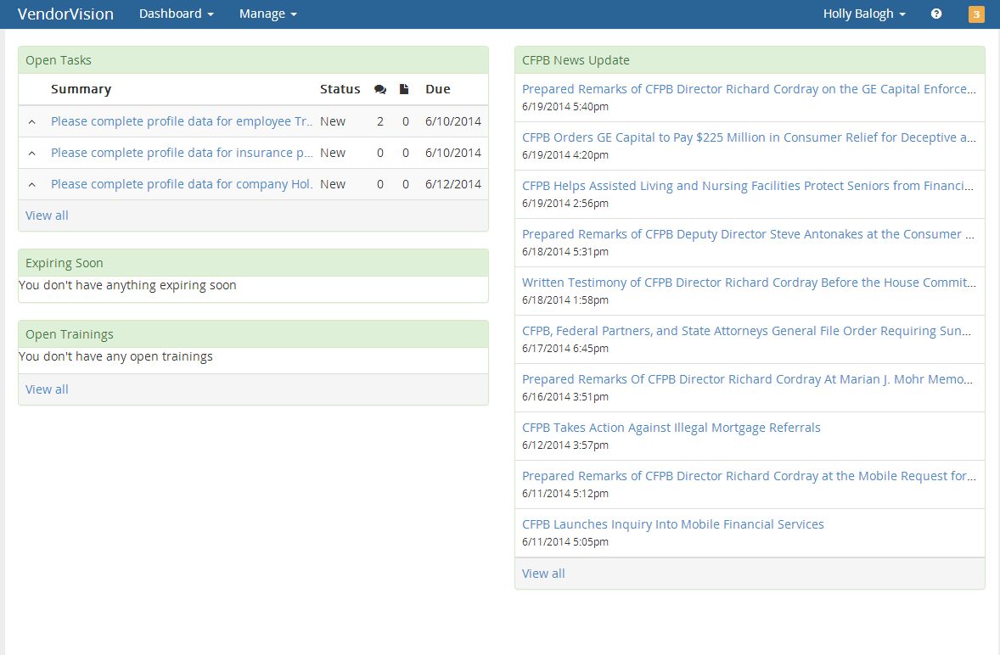 VendorVision Dashboard Manage Holly Balogh 3
Open Tasks
Summary Status Due
Please complete profile data for employee Tr.. New 2 0 6/10/2014
Please complete profile data for insurance p... New 0 0 6/10/2014
Please complete profile data for company Hol. New 0 0 6/12/2014
View all
Expiring Soon
You don't have anything expiring soon
Open Trainings
You don't have any open trainings
View all
CFPB News Update
Prepared Remarks of CFPB Director Richard Cordray on the GE Capital Enforce...
6/19/2014 5:40pm
CFPB Orders GE Capital to Pay $225 Million in Consumer Relief for Deceptive a...
6/19/2014 4:20pm
CFPB Helps Assisted Living and Nursing Facilities Protect Seniors from Financi...
6/19/2014 2:56pm
Prepared Remarks of CFPB Deputy Director Steve Antonakes at the Consumer ...
6/18/2014 5:31pm
Written Testimony of CFPB Director Richard Cordray Before the House Commit...
6/18/2014 1:58pm
CFPB, Federal Partners, and State Attorneys General File Order Requiring Sun...
6/17/2014 6:45pm
Prepared Remarks Of CFPB Director Richard Cordray At Marian J. Mohr Memo...
6/16/2014 3:51pm
CFPB Takes Action Against Illegal Mortgage Referrals
6/12/2014 3:57pm
Prepared Remarks of CFPB Director Richard Cordray at the Mobile Request for...
6/11/2014 5:12pm
CFPB Launches Inquiry Into Mobile Financial Services
6/11/2014 5:05pm
View all